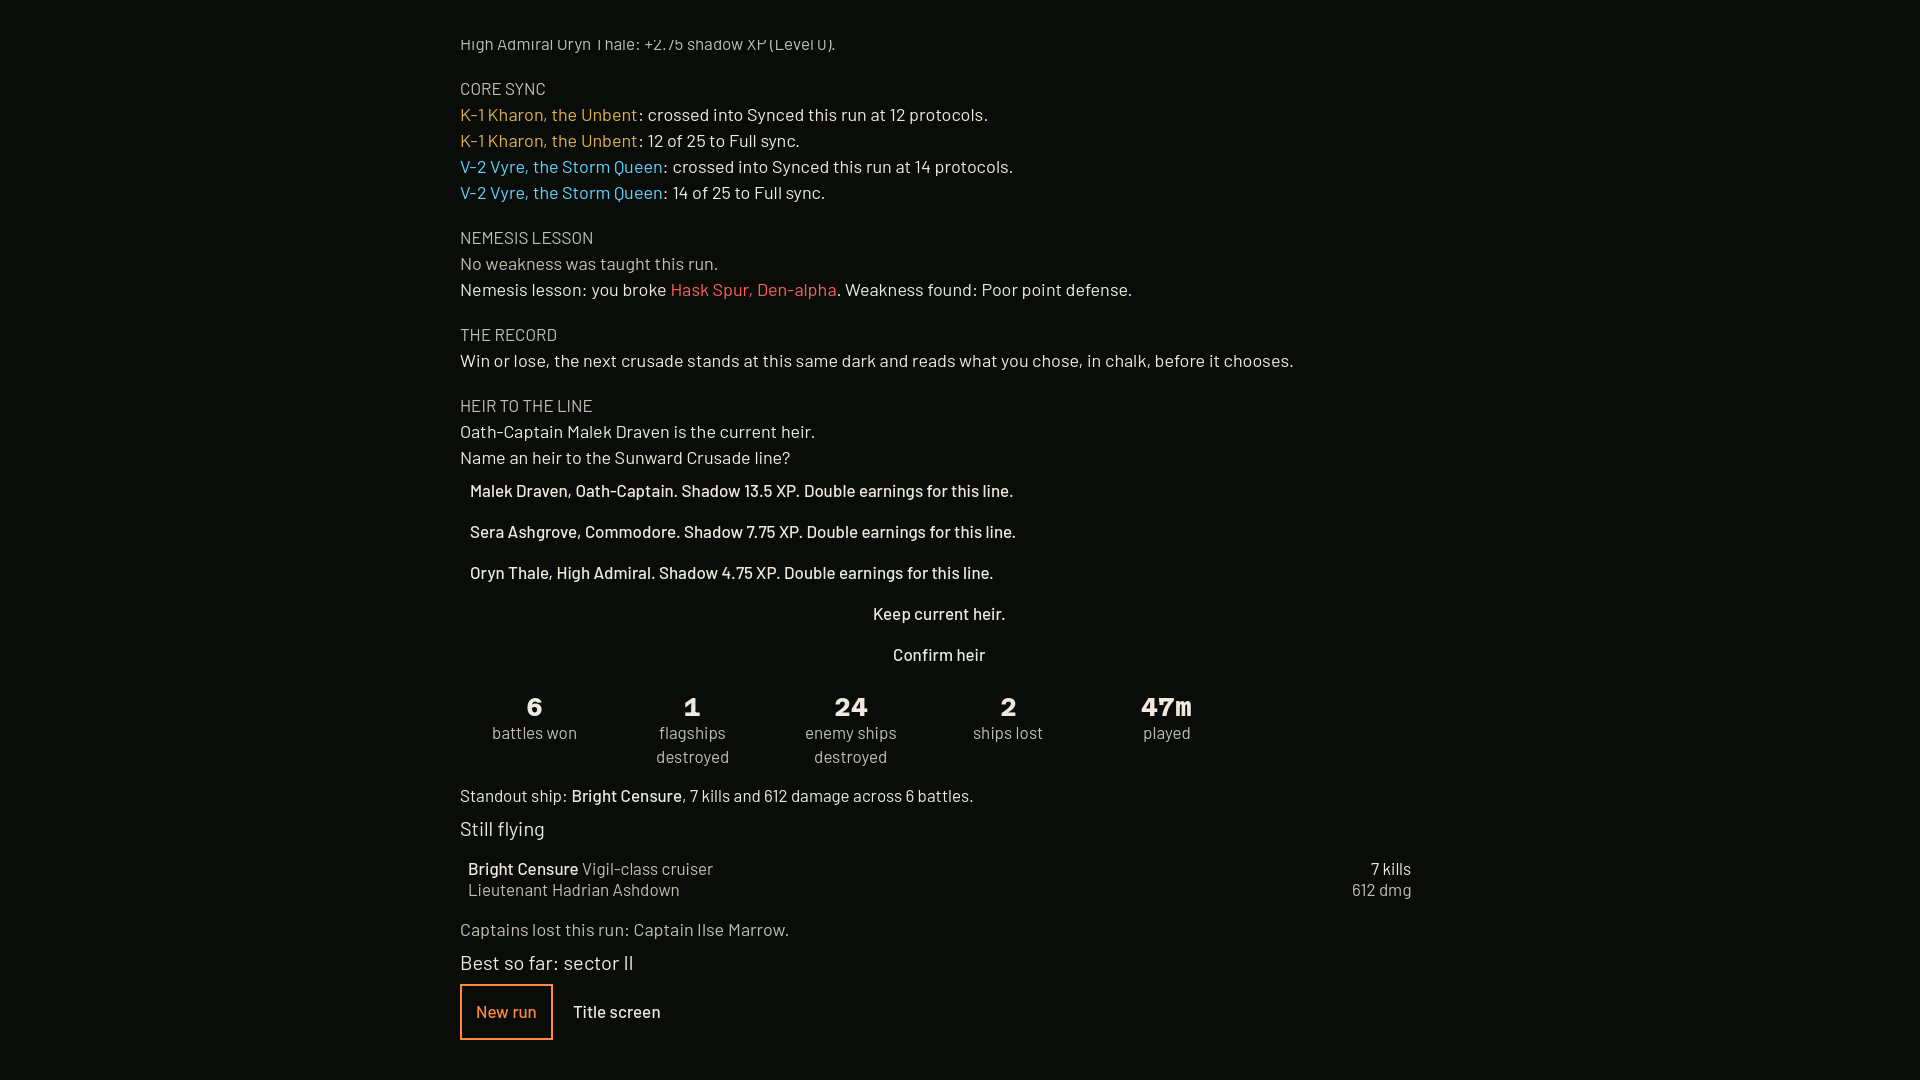 High Admiral Oryn Thale: +2.75 shadow XP (Level 0).
CORE SYNC
K-1 Kharon, the Unbent: crossed into Synced this run at 12 protocols.
K-1 Kharon, the Unbent: 12 of 25 to Full sync.
V-2 Vyre, the Storm Queen: crossed into Synced this run at 14 protocols.
V-2 Vyre, the Storm Queen: 14 of 25 to Full sync.
NEMESIS LESSON
No weakness was taught this run.
Nemesis lesson: you broke Hask Spur, Den-alpha. Weakness found: Poor point defense.
THE RECORD
Win or lose, the next crusade stands at this same dark and reads what you chose, in chalk, before it chooses.
HEIR TO THE LINE
Oath-Captain Malek Draven is the current heir.
Name an heir to the Sunward Crusade line?
Malek Draven, Oath-Captain. Shadow 13.5 XP. Double earnings for this line.
Sera Ashgrove, Commodore. Shadow 7.75 XP. Double earnings for this line.
Oryn Thale, High Admiral. Shadow 4.75 XP. Double earnings for this line.
Keep current heir.
Confirm heir
6 1 24 2 47m
battles won flagships enemy ships ships lost played
destroyed destroyed
Standout ship: Bright Censure, 7 kills and 612 damage across 6 battles.
Still flying
Bright Censure Vigil-class cruiser 7 kills
Lieutenant Hadrian Ashdown 612 dmg
Captains lost this run: Captain Ilse Marrow.
Best so far: sector II
New run Title screen